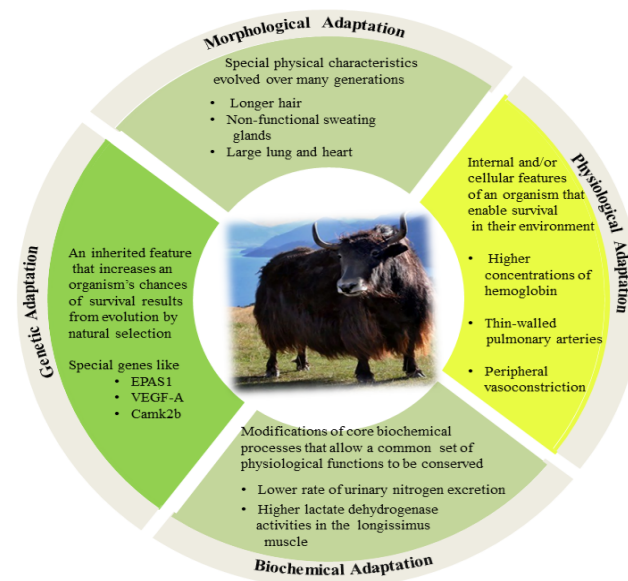 Morphological Adaptation
Special physical characteristics
evolved over many generations
• Longer hair
• Non-functional sweating
glands
• Large lung and heart
Physiological Adaptation
Internal and/or
cellular features
of an organism that
enable survival
in their environment
• Higher
concentrations of
hemoglobin
• Thin-walled
pulmonary arteries
• Peripheral
vasoconstriction
Genetic Adaptation
An inherited feature
that increases an
organism's chances
of survival results
from evolution by
natural selection
Special genes like
• EPAS1
• VEGF-A
• Camk2b
Modifications of core biochemical
processes that allow a common set of
physiological functions to be conserved
• Lower rate of urinary nitrogen excretion
• Higher lactate dehydrogenase
activities in the longissimus
muscle
Biochemical Adaptation